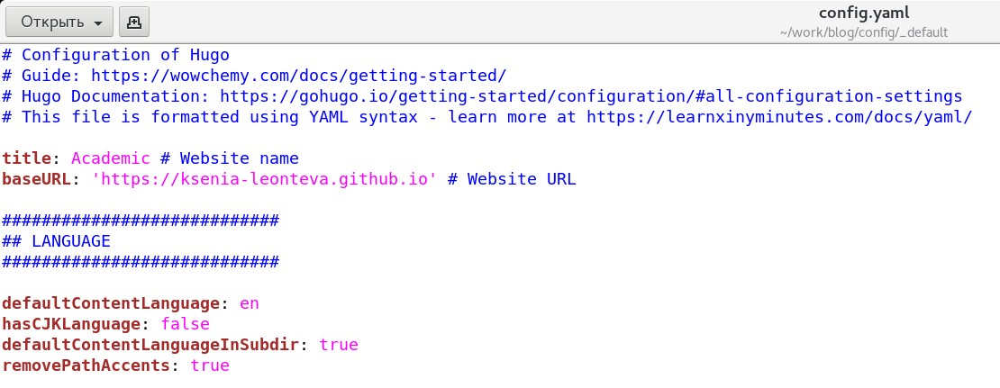 Открыть
config.yaml
~/work/blog/config/_default
# Configuration of Hugo
# Guide: https://wowchemy.com/docs/getting-started/
# Hugo Documentation: https://gohugo.io/getting-started/configuration/#all-configuration-settings
# This file is formatted using YAML syntax - learn more at https://learnxinyminutes.com/docs/yaml/
title: Academic # Website name
baseURL: 'https://ksenia-leonteva.github.io' # Website URL
############################
## LANGUAGE
############################
defaultContentLanguage: en
hasCJKLanguage: false
defaultContentLanguageInSubdir: true
removePathAccents: true